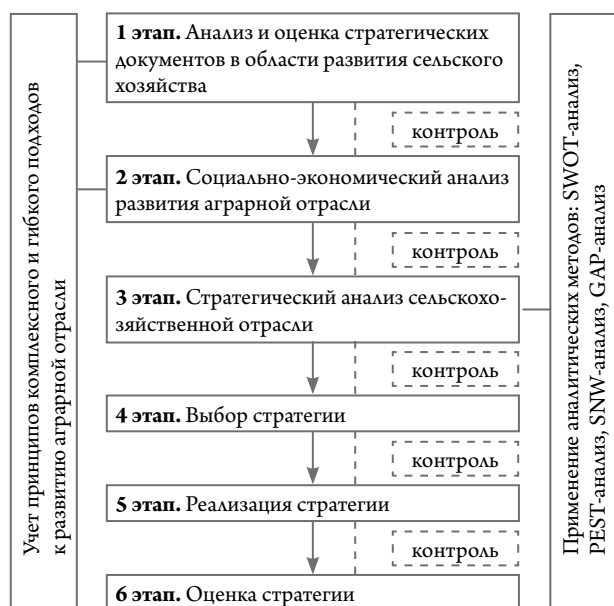 Учет принципов комплексного и гибкого подходов
к развитию аграрной отрасли
1 этап. Анализ и оценка стратегических
документов в области развития сельского
хозяйства
контроль
2 этап. Социально-экономический анализ
развития аграрной отрасли
контроль
3 этап. Стратегический анализ сельскохо-
зяйственной отрасли
контроль
4 этап. Выбор стратегии
контроль
5 этап. Реализация стратегии
контроль
6 этап. Оценка стратегии
Применение аналитических методов: SWOT-анализ,
PEST-анализ, SNW-анализ, GAP-анализ